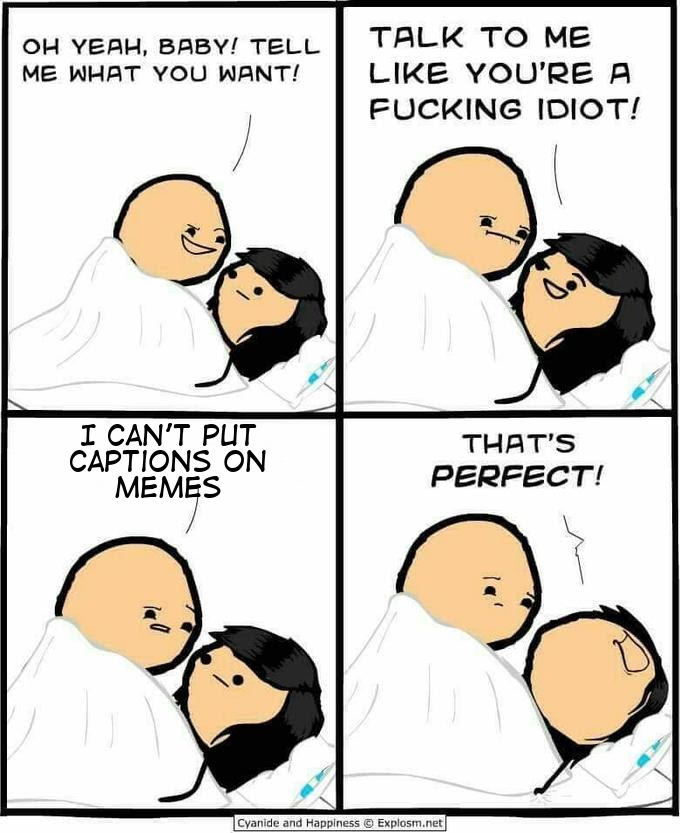 OH YEAH, BABY! TELL
ME WHAT YOU WANT!
TALK TO ME
LIKE YOU'RE A
FUCKING IDIOT!
I CAN'T PUT
CAPTIONS ON
MEMES
THAT'S
PERFECT!
Cyanide and Happiness © Explosm.net